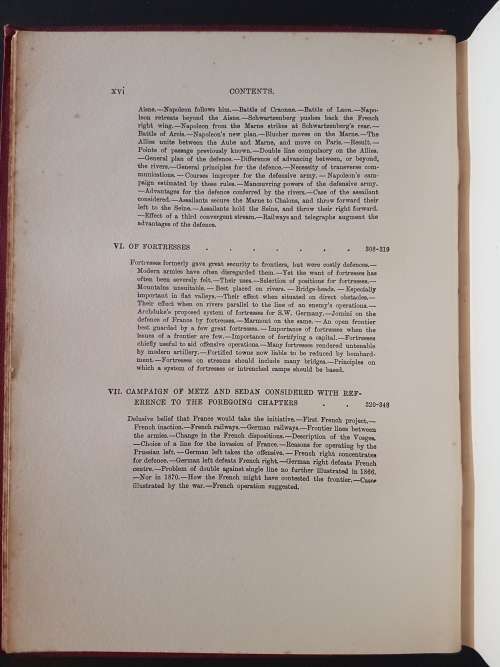 xvi CONTENTS.
Aisne.—Napoleon follows him.—Battle of Craonne.—Battle of Laon.—Napo-
leon retreats beyond the Aisne.—Schwartzenberg pushes back the French
right wing.—Napoleon from the Marne strikes at Schwartzenberg's rear.—
Battle of Arcis.—Napoleon's new plan.—Blucher moves on the Marne.—The
Allies unite between the Aube and Marne, and move on Paris.—Result.—
Points of passage previously known.—Double line compulsory on the Allies.
—General plan of the defence.—Difference of advancing between, or beyond,
the rivers.—General principles for the defence.—Necessity of transverse com-
munications.—Courses improper for the defensive army.—Napoleon's cam-
paign estimated by these rules.—Manœuvring powers of the defensive army.
—Advantages for the defence conferred by the rivers.—Case of the assailant
considered.—Assailants secure the Marne to Chalons, and throw forward their
left to the Seine.—Assailants hold the Seine, and throw their right forward.
—Effect of a third convergent stream.—Railways and telegraphs augment the
advantages of the defence.
VI. OF FORTRESSES . . . . . . . 308-319
Fortresses formerly gave great security to frontiers, but were costly defences.—
Modern armies have often disregarded them.—Yet the want of fortresses has
often been severely felt.—Their uses.—Selection of positions for fortresses.—
Mountains unsuitable.—Best placed on rivers.—Bridge-heads.—Especially
important in flat valleys.—Their effect when situated on direct obstacles.—
Their effect when on rivers parallel to the line of an enemy's operations.—
Archduke's proposed system of fortresses for S.W. Germany.—Jomini on the
defence of France by fortresses.—Marmont on the same.—An open frontier
best guarded by a few great fortresses.—Importance of fortresses when the
issues of a frontier are few.—Importance of fortifying a capital.—Fortresses
chiefly useful to aid offensive operations.—Many fortresses rendered untenable
by modern artillery.—Fortified towns now liable to be reduced by bombard-
ment.—Fortresses on streams should include many bridges.—Principles on
which a system of fortresses or intrenched camps should be based.
VII. CAMPAIGN OF METZ AND SEDAN CONSIDERED WITH REF-
ERENCE TO THE FOREGOING CHAPTERS . . 320-348
Delusive belief that France would take the initiative.—First French project.—
French inaction.—French railways.—German railways.—Frontier lines between
the armies.—Change in the French dispositions.—Description of the Vosges.
—Choice of a line for the invasion of France.—Reasons for operating by the
Prussian left.—German left takes the offensive.—French right concentrates
for defence.—German left defeats French right.—German right defeats French
centre.—Problem of double against single line no further illustrated in 1866.
—Nor in 1870.—How the French might have contested the frontier.—Cases
illustrated by the war.—French operation suggested.